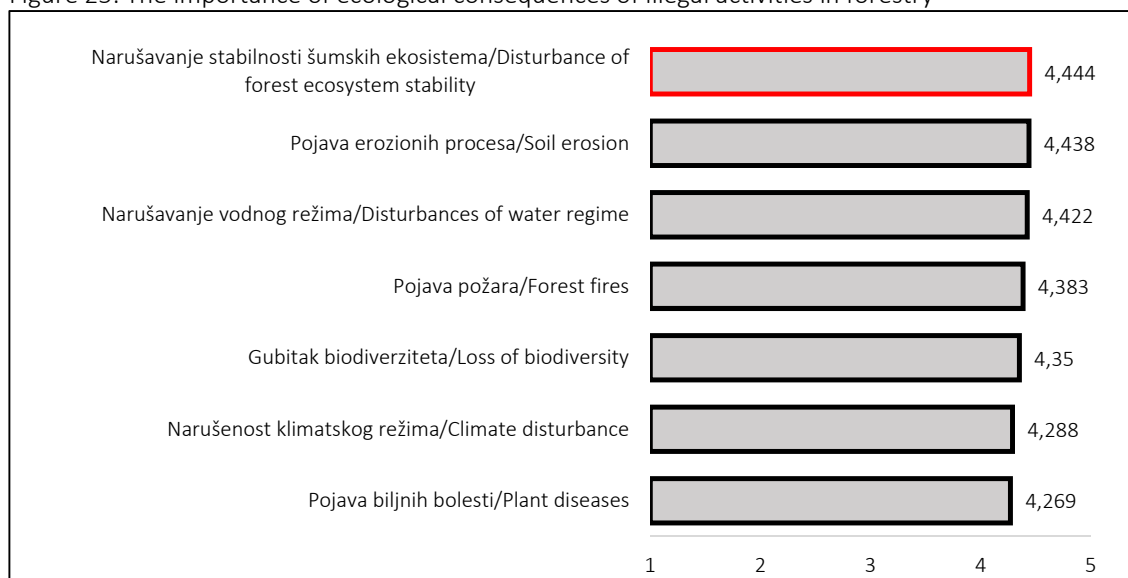 Figure 25. The importance of ecological consequences of illegal activities in forestry
Narušavanje stabilnosti šumskih ekosistema/Disturbance of
forest ecosystem stability
4,444
Pojava erozionih procesa/Soil erosion
4,438
Narušavanje vodnog režima/Disturbances of water regime
4,422
Pojava požara/Forest fires
4,383
Gubitak biodiverziteta/Loss of biodiversity
4,35
Narušenost klimatskog režima/Climate disturbance
4,288
Pojava biljnih bolesti/Plant diseases
4,269
1 2 3 4 5